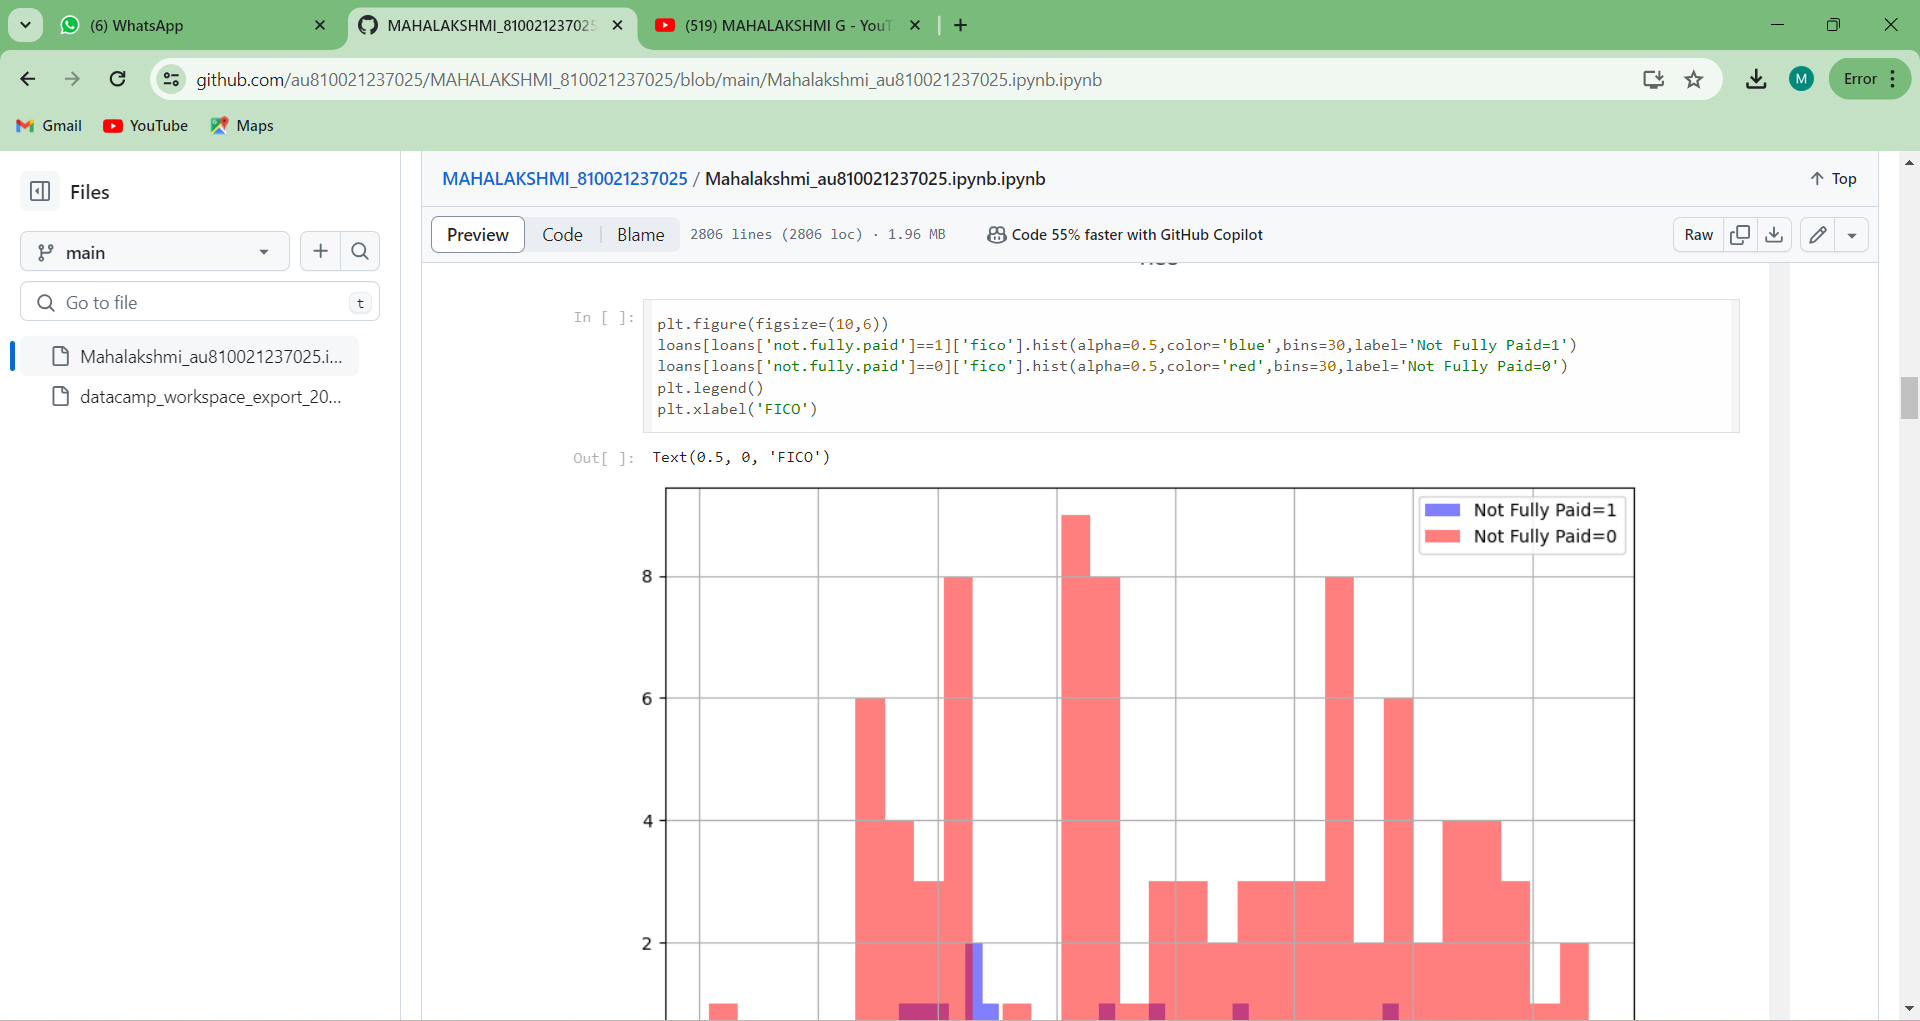 (6) WhatsApp
MAHALAKSHMI_810021237025
(519) MAHALAKSHMI G - YouT
github.com/au810021237025/MAHALAKSHMI_810021237025/blob/main/Mahalakshmi_au810021237025.ipynb.ipynb
M
Error
Gmail
YouTube
Maps
Files
main
Go to file
t
Mahalakshmi_au810021237025.i...
datacamp_workspace_export_20...
MAHALAKSHMI_810021237025 / Mahalakshmi_au810021237025.ipynb.ipynb
Top
Preview
Code
Blame
2806 lines (2806 loc) · 1.96 MB
Code 55% faster with GitHub Copilot
Raw
In [ ]:
plt.figure(figsize=(10,6))
loans[loans['not.fully.paid']==1]['fico'].hist(alpha=0.5,color='blue',bins=30,label='Not Fully Paid=1')
loans[loans['not.fully.paid']==0]['fico'].hist(alpha=0.5,color='red',bins=30,label='Not Fully Paid=0')
plt.legend()
plt.xlabel('FICO')
Out[ ]:
Text(0.5, 0, 'FICO')
Not Fully Paid=1
Not Fully Paid=0
8
6
4
2